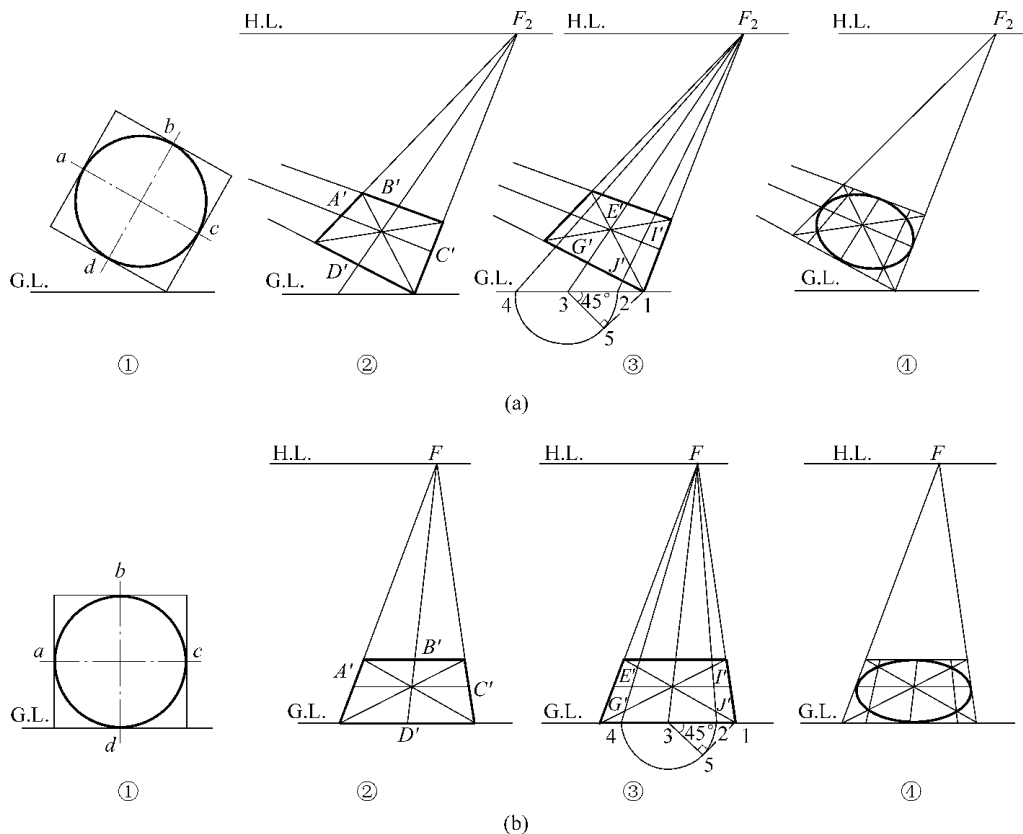 H.L. F₂ H.L. F₂ H.L. F₂
b
a
c
d
G.L.
A′ B′
C′
D′
G.L.
E′
I′
G′
J′
G.L.
4 3 45° 2 1
5
G.L.
① ② ③ ④
(a)
H.L. F H.L. F H.L. F
b
a c
G.L.
d
B′
A′
C′
G.L.
D′
E′ I′
G′ J′
G.L.
4 3 45° 2 1
5
G.L.
① ② ③ ④
(b)